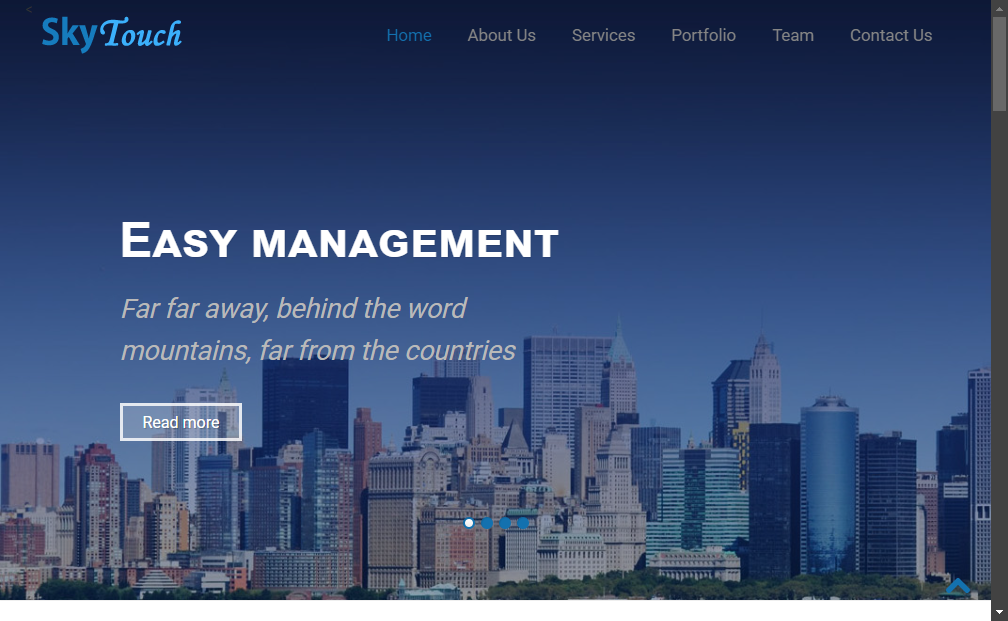 <
SkyTouch
Home About Us Services Portfolio Team Contact Us
Easy management
Far far away, behind the word
mountains, far from the countries
Read more